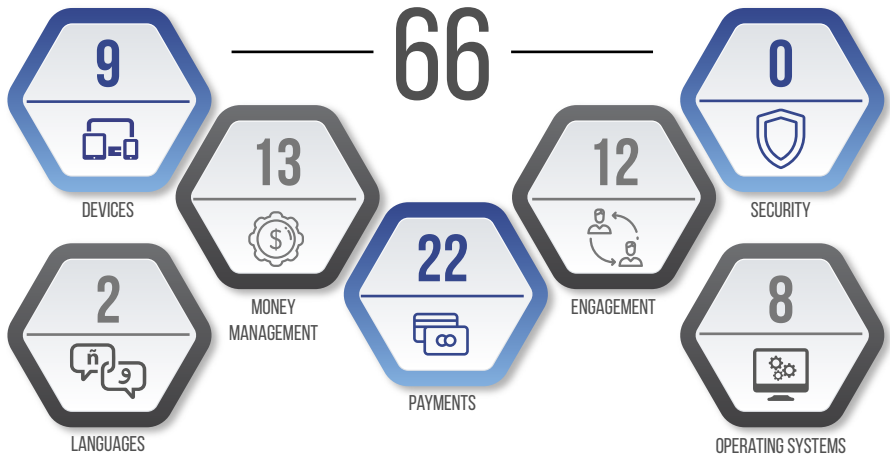 66
9
DEVICES
13
MONEY
MANAGEMENT
22
PAYMENTS
12
ENGAGEMENT
0
SECURITY
2
ñ
و
LANGUAGES
8
OPERATING SYSTEMS